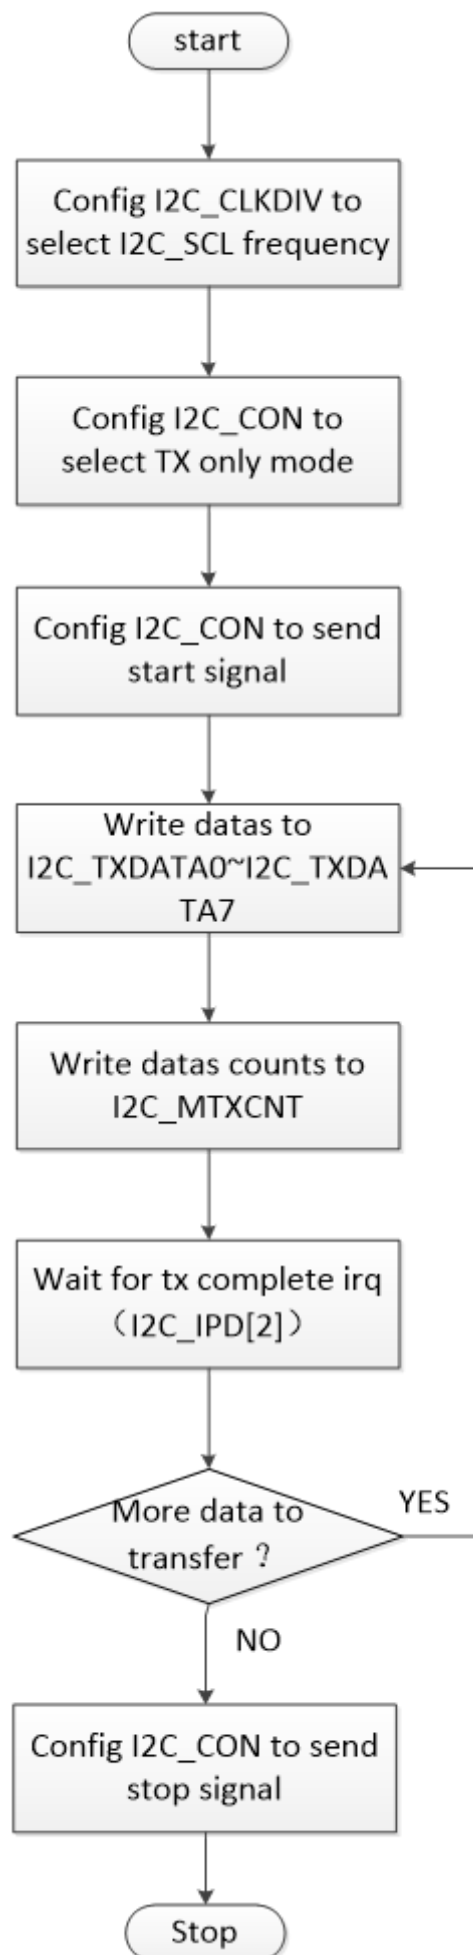 start
Config I2C_CLKDIV to
select I2C_SCL frequency
Config I2C_CON to
select TX only mode
Config I2C_CON to send
start signal
Write datas to
I2C_TXDATA0~I2C_TXDA
TA7
Write datas counts to
I2C_MTXCNT
Wait for tx complete irq
（I2C_IPD[2]）
More data to
transfer？
YES
NO
Config I2C_CON to send
stop signal
Stop